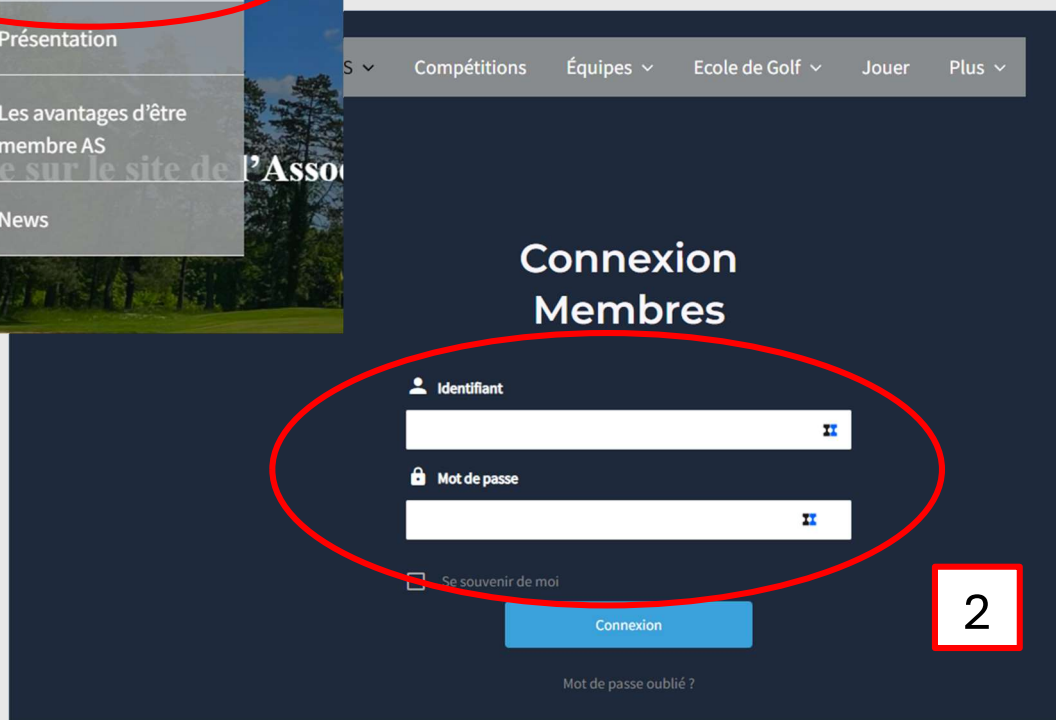 Présentation
S Compétitions Équipes Ecole de Golf Jouer Plus
Les avantages d'être
membre AS
e sur le site de l'Asso
News
Connexion
Membres
Identifiant
Mot de passe
Se souvenir de moi
Connexion
2
Mot de passe oublié ?